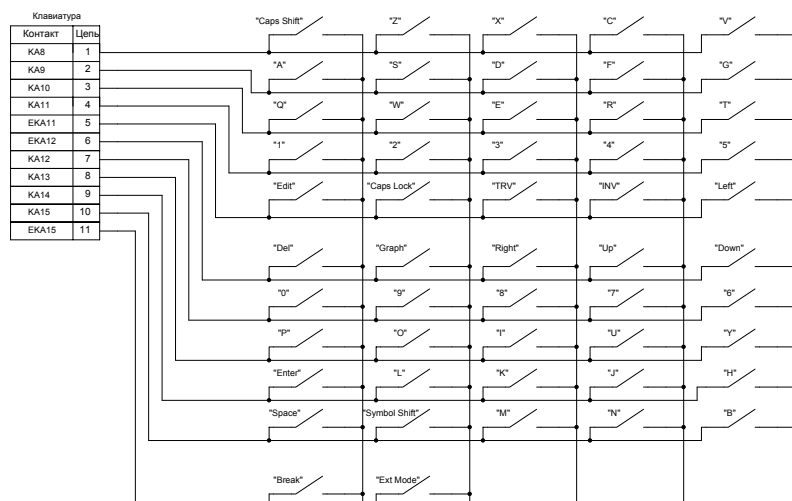 Клавиатура
Контакт Цепь
KA8 1
KA9 2
KA10 3
KA11 4
EKA11 5
EKA12 6
KA12 7
KA13 8
KA14 9
KA15 10
EKA15 11
"Caps Shift" "Z" "X" "C" "V"
"A" "S" "D" "F" "G"
"Q" "W" "E" "R" "T"
"1" "2" "3" "4" "5"
"Edit" "Caps Lock" "TRV" "INV" "Left"
"Del" "Graph" "Right" "Up" "Down"
"0" "9" "8" "7" "6"
"P" "O" "I" "U" "Y"
"Enter" "L" "K" "J" "H"
"Space" "Symbol Shift" "M" "N" "B"
"Break" "Ext Mode"